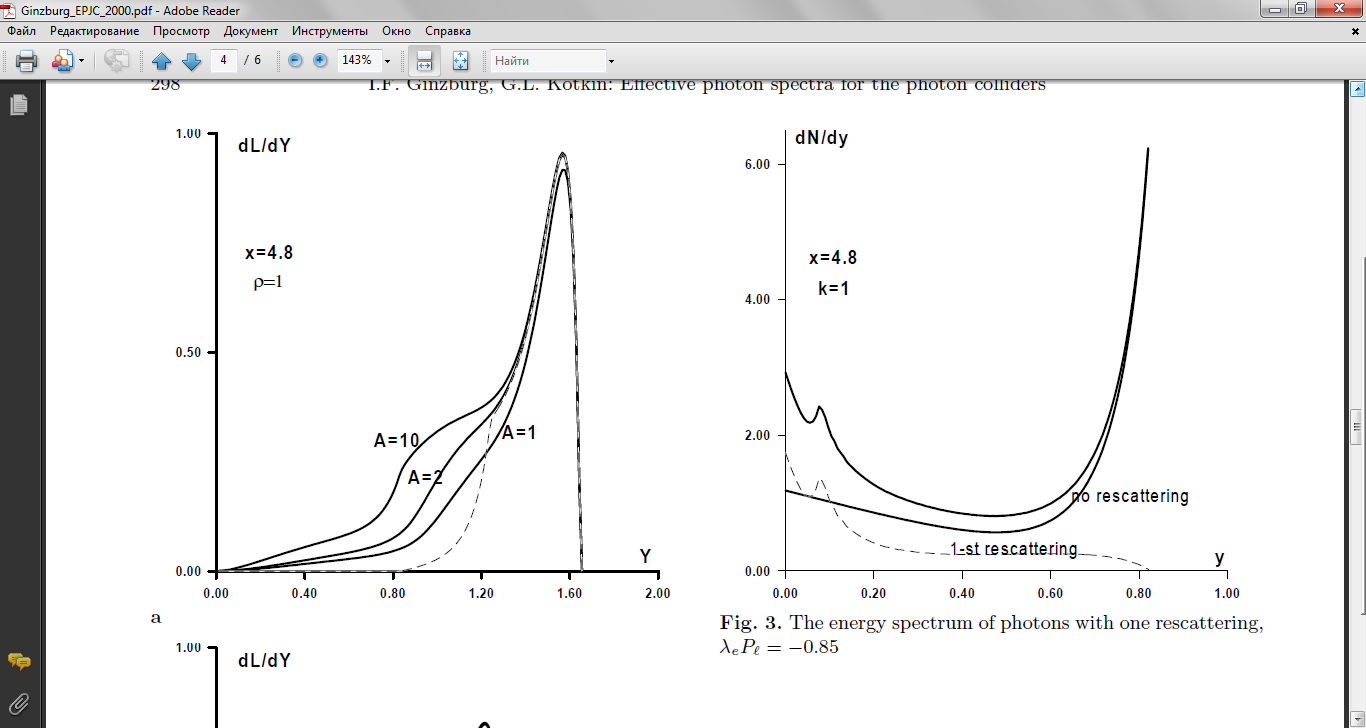 Ginzburg_EPJC_2000.pdf - Adobe Reader
Файл Редактирование Просмотр Документ Инструменты Окно Справка
4 / 6 143% Найти
298 I.F. Ginzburg, G.L. Kotkin: Effective photon spectra for the photon colliders
1.00
dL/dY
x=4.8
ρ=1
0.50
A=10
A=2
A=1
Y
0.00
0.00 0.40 0.80 1.20 1.60 2.00
a
1.00
dL/dY
dN/dy
6.00
x=4.8
k=1
4.00
2.00
no rescattering
1-st rescattering
y
0.00
0.00 0.20 0.40 0.60 0.80 1.00
Fig. 3. The energy spectrum of photons with one rescattering,
λₑPℓ = −0.85